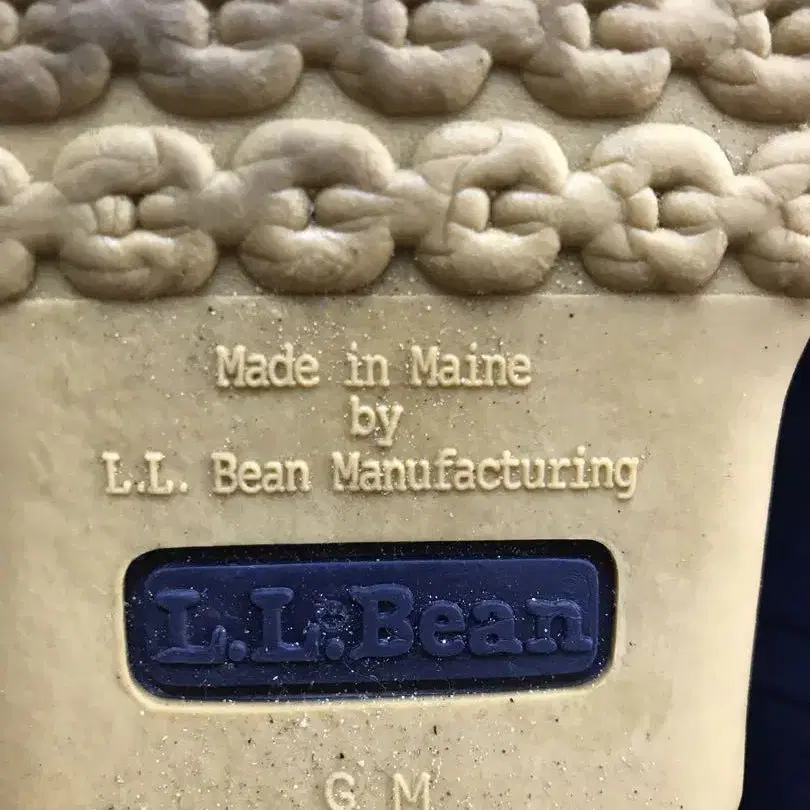 Made in Maine
by
L.L. Bean Manufacturing
L.L.Bean
G M